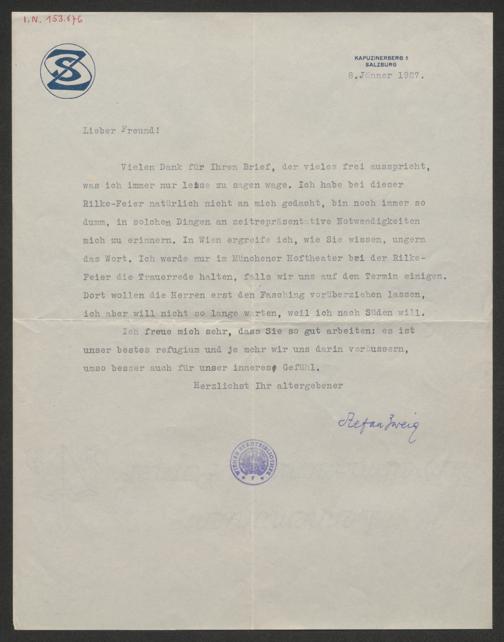 I.N. 153.676
SZ
KAPUZINERBERG 5
SALZBURG
8.Jänner 1927.
Lieber Freund!
Vielen Dank für Ihren Brief, der vieles frei ausspricht,
was ich immer nur leise zu sagen wage. Ich habe bei dieser
Rilke-Feier natürlich nicht an mich gedacht, bin noch immer so
dumm, in solchen Dingen an zeitrepräsentative Notwendigkeiten
mich zu erinnern. In Wien ergreife ich, wie Sie wissen, ungern
das Wort. Ich werde nur im Münchener Hoftheater bei der Rilke-
Feier die Trauerrede halten, falls wir uns auf den Termin einigen.
Dort wollen die Herren erst den Fasching vorüberziehen lassen,
ich aber will nicht so lange warten, weil ich nach Süden will.
Ich freue mich sehr, dass Sie so gut arbeiten: es ist
unser bestes refugium und je mehr wir uns darin veräussern,
umso besser auch für unser inneres Gefühl.
Herzlichst Ihr altergebener
Stefan Zweig
WIENER STADTBIBLIOTHEK